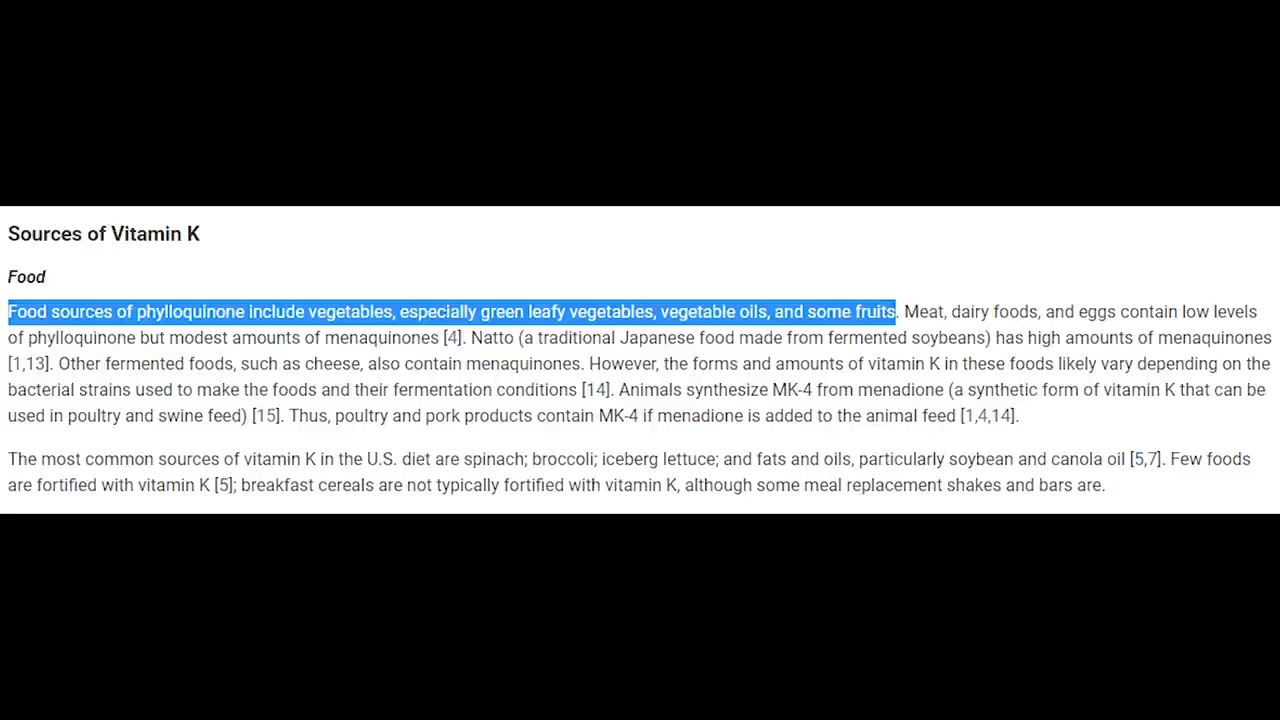 Sources of Vitamin K
Food
Food sources of phylloquinone include vegetables, especially green leafy vegetables, vegetable oils, and some fruits. Meat, dairy foods, and eggs contain low levels
of phylloquinone but modest amounts of menaquinones [4]. Natto (a traditional Japanese food made from fermented soybeans) has high amounts of menaquinones
[1,13]. Other fermented foods, such as cheese, also contain menaquinones. However, the forms and amounts of vitamin K in these foods likely vary depending on the
bacterial strains used to make the foods and their fermentation conditions [14]. Animals synthesize MK-4 from menadione (a synthetic form of vitamin K that can be
used in poultry and swine feed) [15]. Thus, poultry and pork products contain MK-4 if menadione is added to the animal feed [1,4,14].
The most common sources of vitamin K in the U.S. diet are spinach; broccoli; iceberg lettuce; and fats and oils, particularly soybean and canola oil [5,7]. Few foods
are fortified with vitamin K [5]; breakfast cereals are not typically fortified with vitamin K, although some meal replacement shakes and bars are.